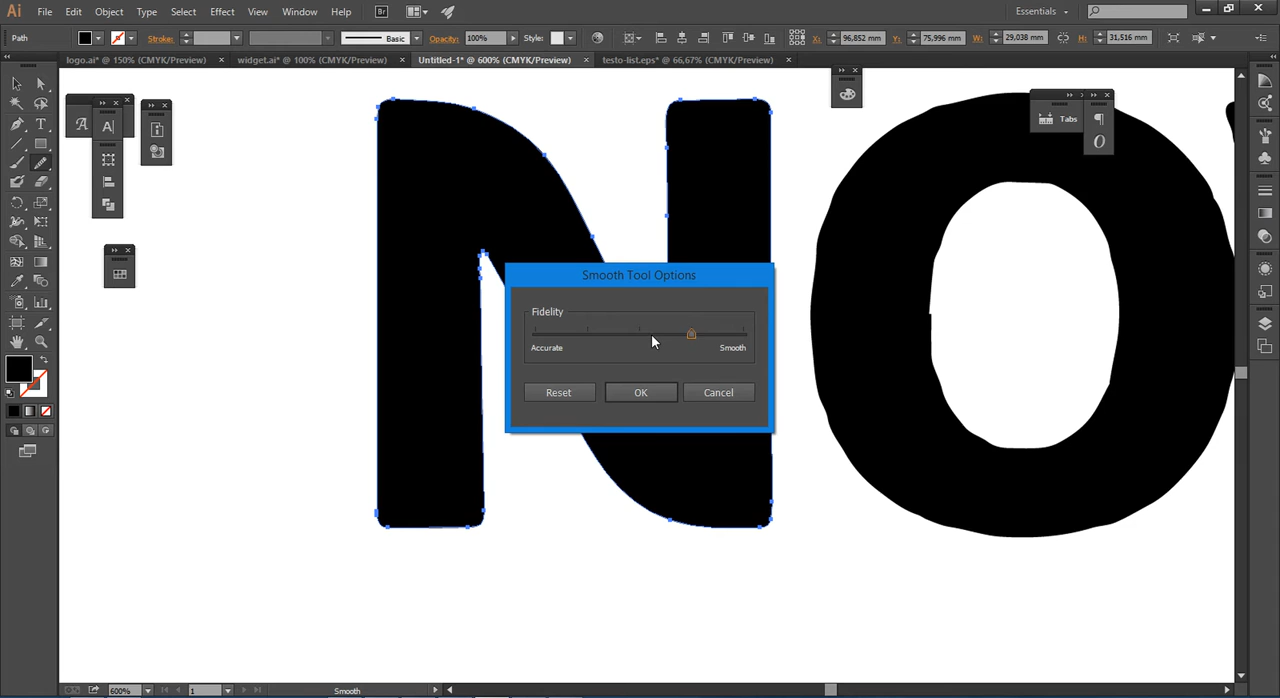 Ai File Edit Object Type Select Effect View Window Help Br Essentials
Path Stroke: Basic Opacity: 100% Style: X: 96,852 mm Y: 75,996 mm W: 29,038 mm H: 31,516 mm
logo.ai* @ 150% (CMYK/Preview) × widget.ai* @ 100% (CMYK/Preview) × Untitled-1* @ 600% (CMYK/Preview) × testo-list.eps* @ 66,67% (CMYK/Preview) ×
Tabs
NO
Smooth Tool Options
Fidelity
Accurate Smooth
Reset OK Cancel
600% 1 Smooth